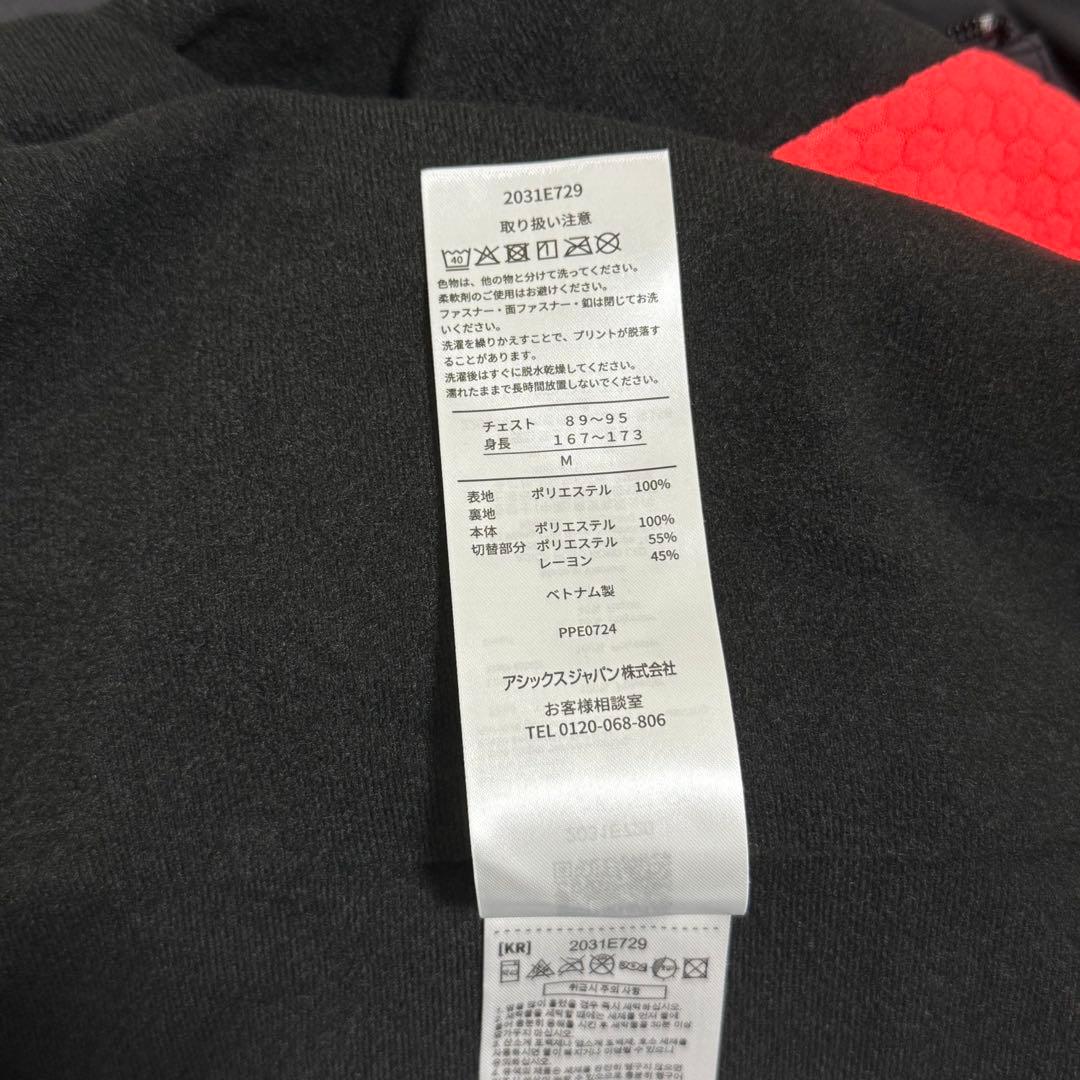 2031E729
取り扱い注意
40
色物は、他の物と分けて洗ってください。
柔軟剤のご使用はお避けください。
ファスナー・面ファスナー・釦は閉じてお洗
いください。
洗濯を繰りかえすことで、プリントが脱落す
ることがあります。
洗濯後はすぐに脱水乾燥してください。
濡れたままで長時間放置しないでください。
チェスト 89～95
身長 167～173
M
表地 ポリエステル 100%
裏地
本体 ポリエステル 100%
切替部分 ポリエステル 55%
レーヨン 45%
ベトナム製
PPE0724
アシックスジャパン株式会社
お客様相談室
TEL 0120-068-806
[KR] 2031E729
취급시 주의 사항